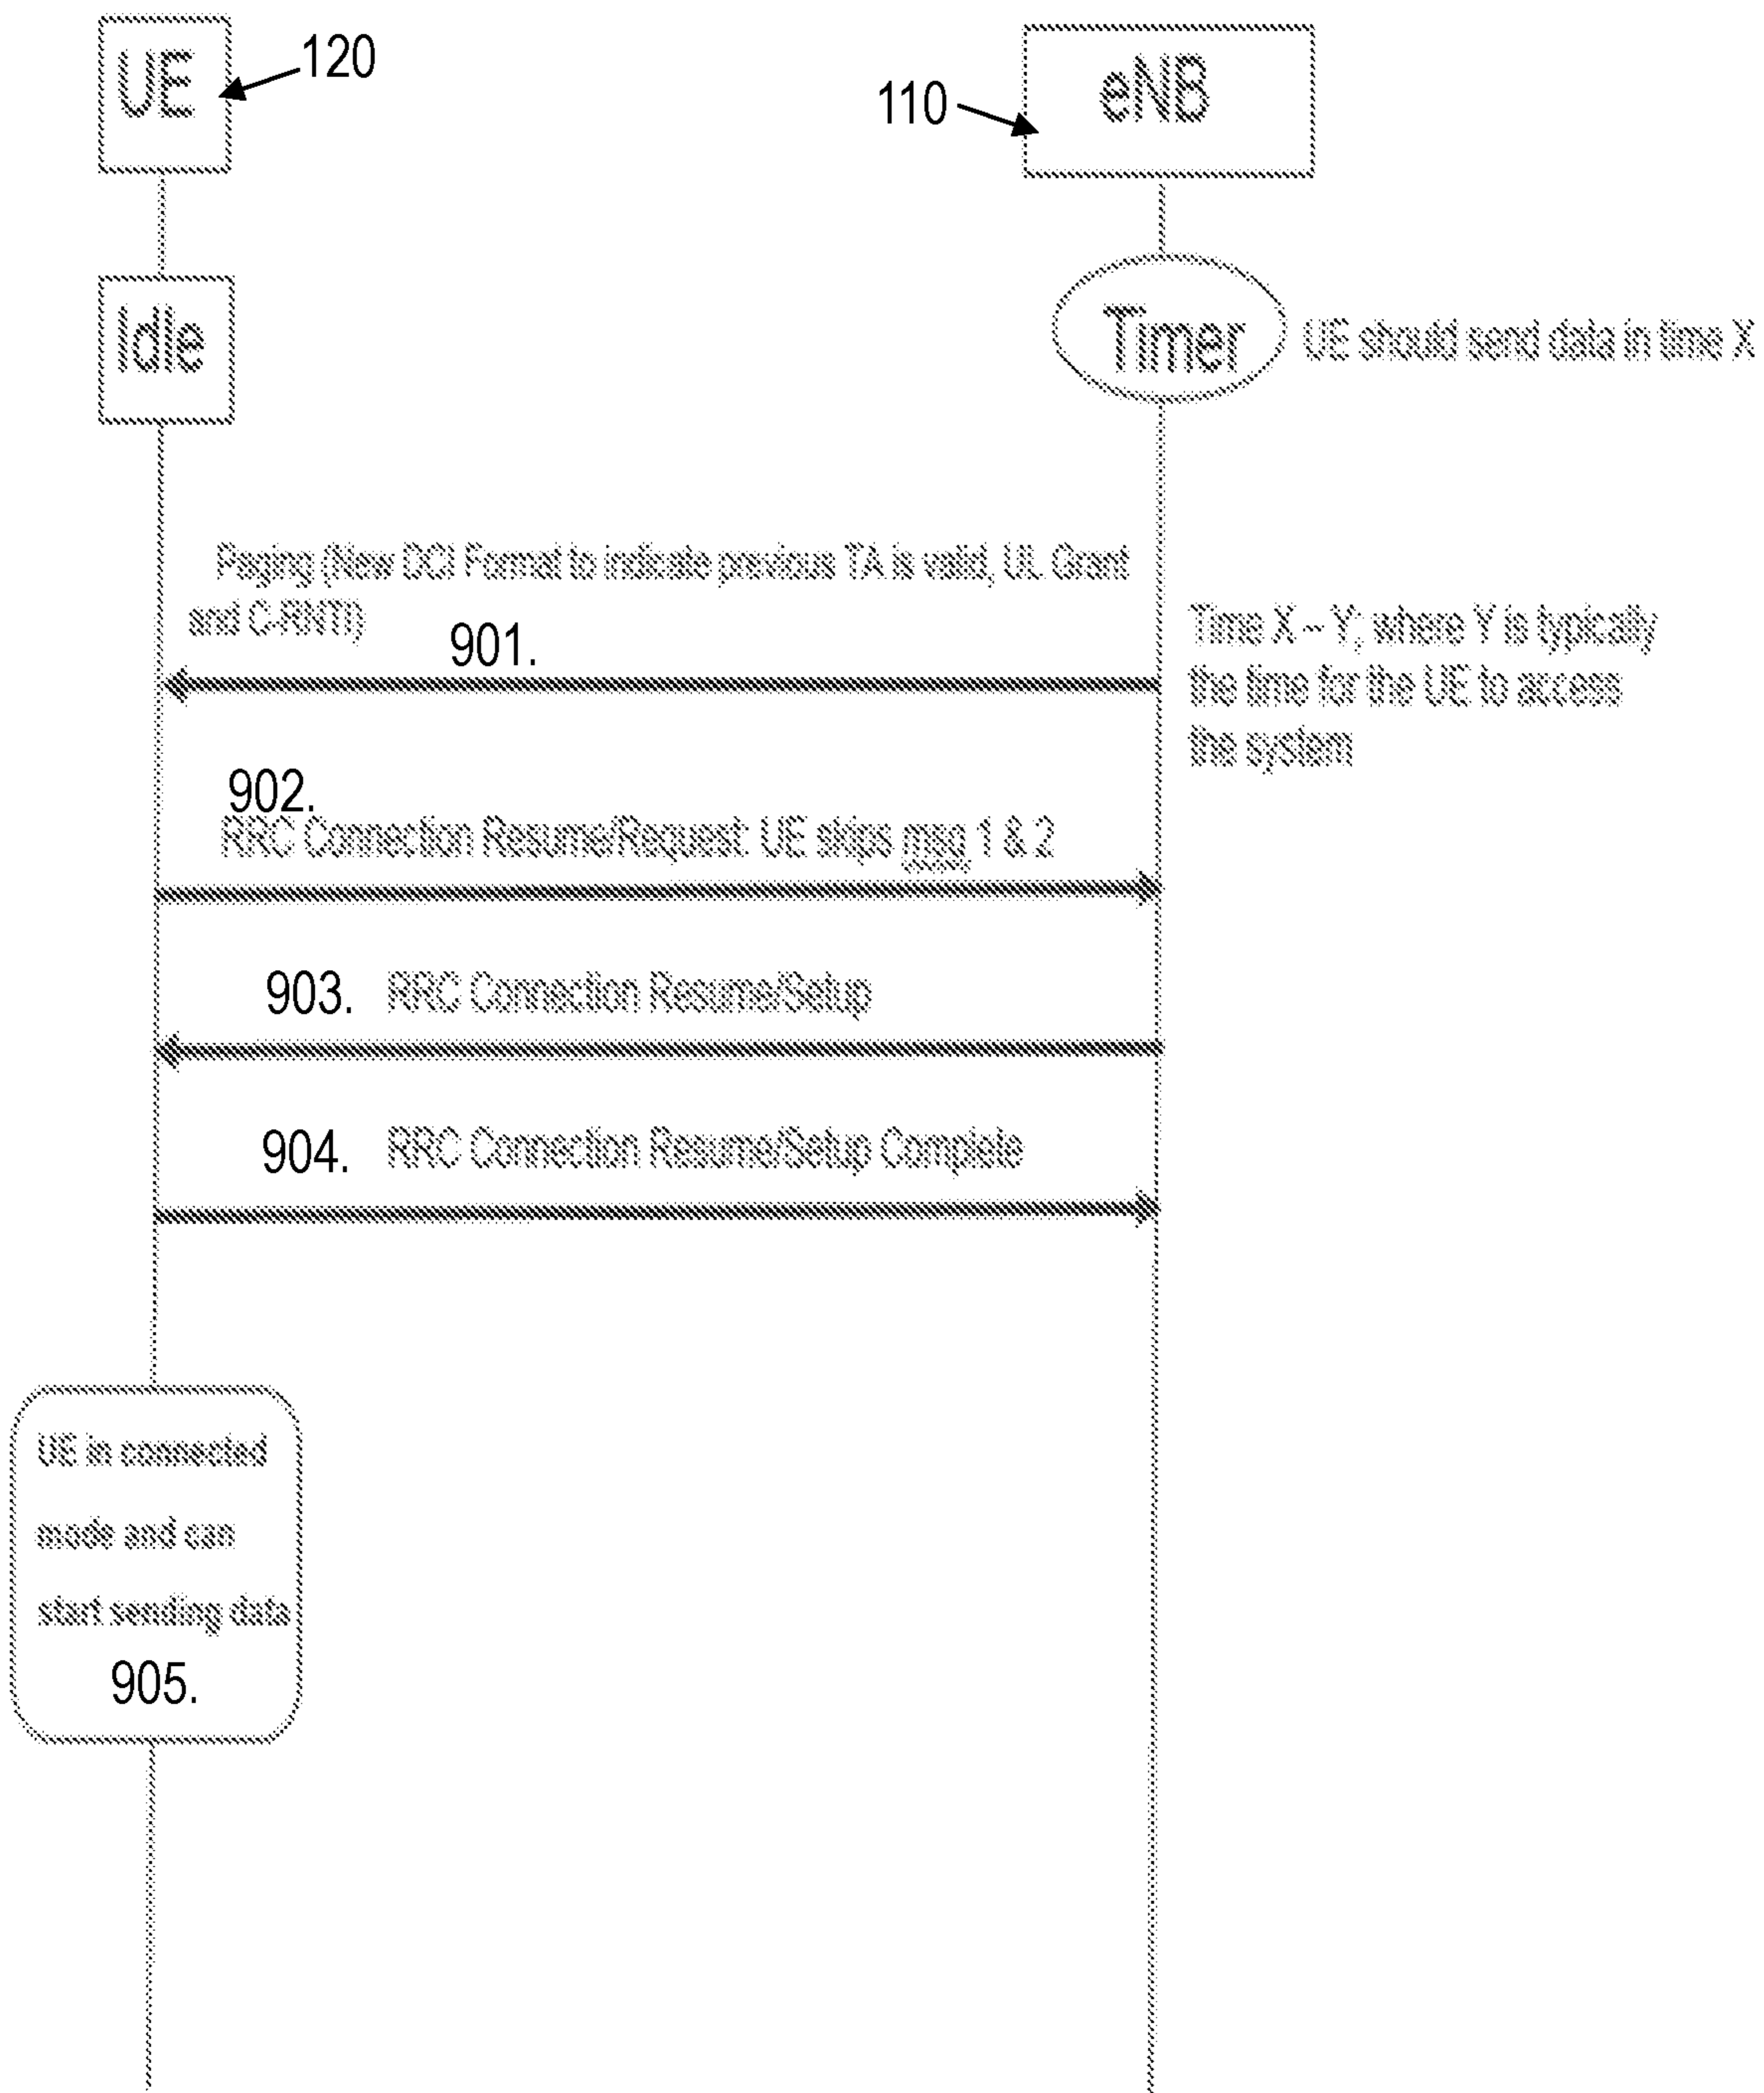 UE
120
110
eNB
Idle
Timer
UE should send data in time X
Paging (New DCI Format to indicate previous TA is valid, UL Grant
and C-RNTI)
901.
Time X – Y; where Y is typically
the time for the UE to access
the system
902.
RRC Connection Resume/Request: UE skips msg 1 & 2
903. RRC Connection Resume/Setup
904. RRC Connection Resume/Setup Complete
UE in connected
mode and can
start sending data
905.